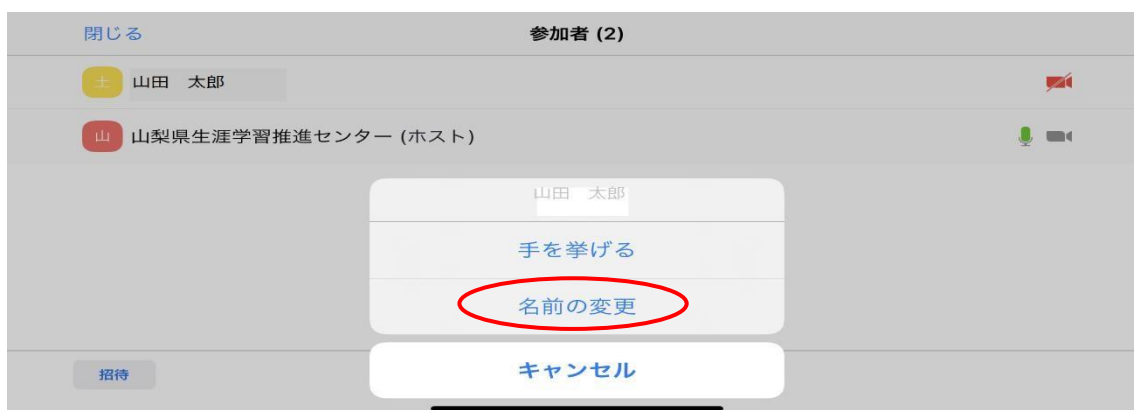 閉じる 参加者 (2)
土 山田 太郎
山 山梨県生涯学習推進センター (ホスト)
山田 太郎
手を挙げる
名前の変更
招待 キャンセル